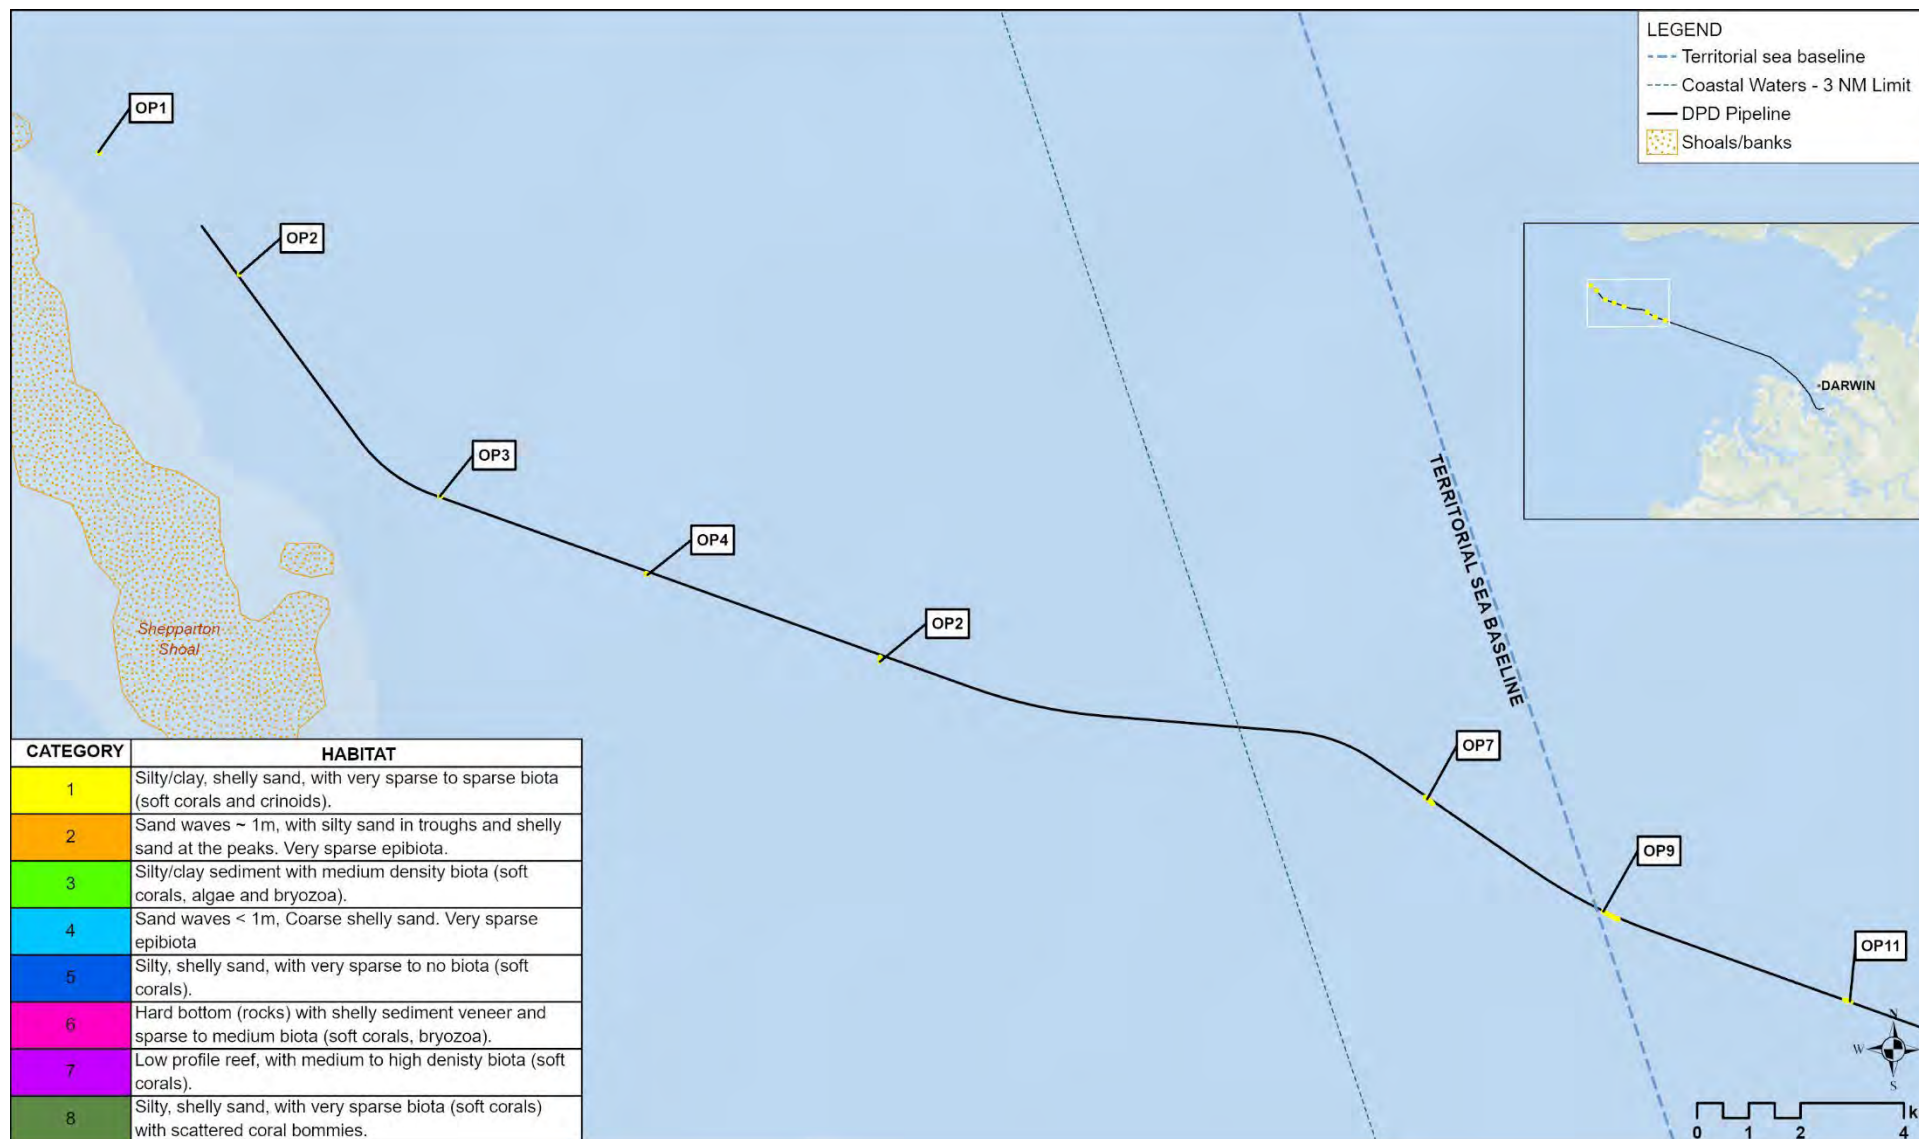 LEGEND
Territorial sea baseline
Coastal Waters - 3 NM Limit
DPD Pipeline
Shoals/banks
OP1
OP2
DARWIN
OP3
OP4
TERRITORIAL SEA BASELINE
OP2
Shepparton
Shoal
OP7
OP9
OP11
CATEGORY HABITAT
1 Silty/clay, shelly sand, with very sparse to sparse biota
(soft corals and crinoids).
2 Sand waves ~ 1m, with silty sand in troughs and shelly
sand at the peaks. Very sparse epibiota.
3 Silty/clay sediment with medium density biota (soft
corals, algae and bryozoa).
4 Sand waves < 1m, Coarse shelly sand. Very sparse
epibiota
5 Silty, shelly sand, with very sparse to no biota (soft
corals).
6 Hard bottom (rocks) with shelly sediment veneer and
sparse to medium biota (soft corals, bryozoa).
7 Low profile reef, with medium to high denisty biota (soft
corals).
8 Silty, shelly sand, with very sparse biota (soft corals)
with scattered coral bommies.
N
W
S
0 1 2 4